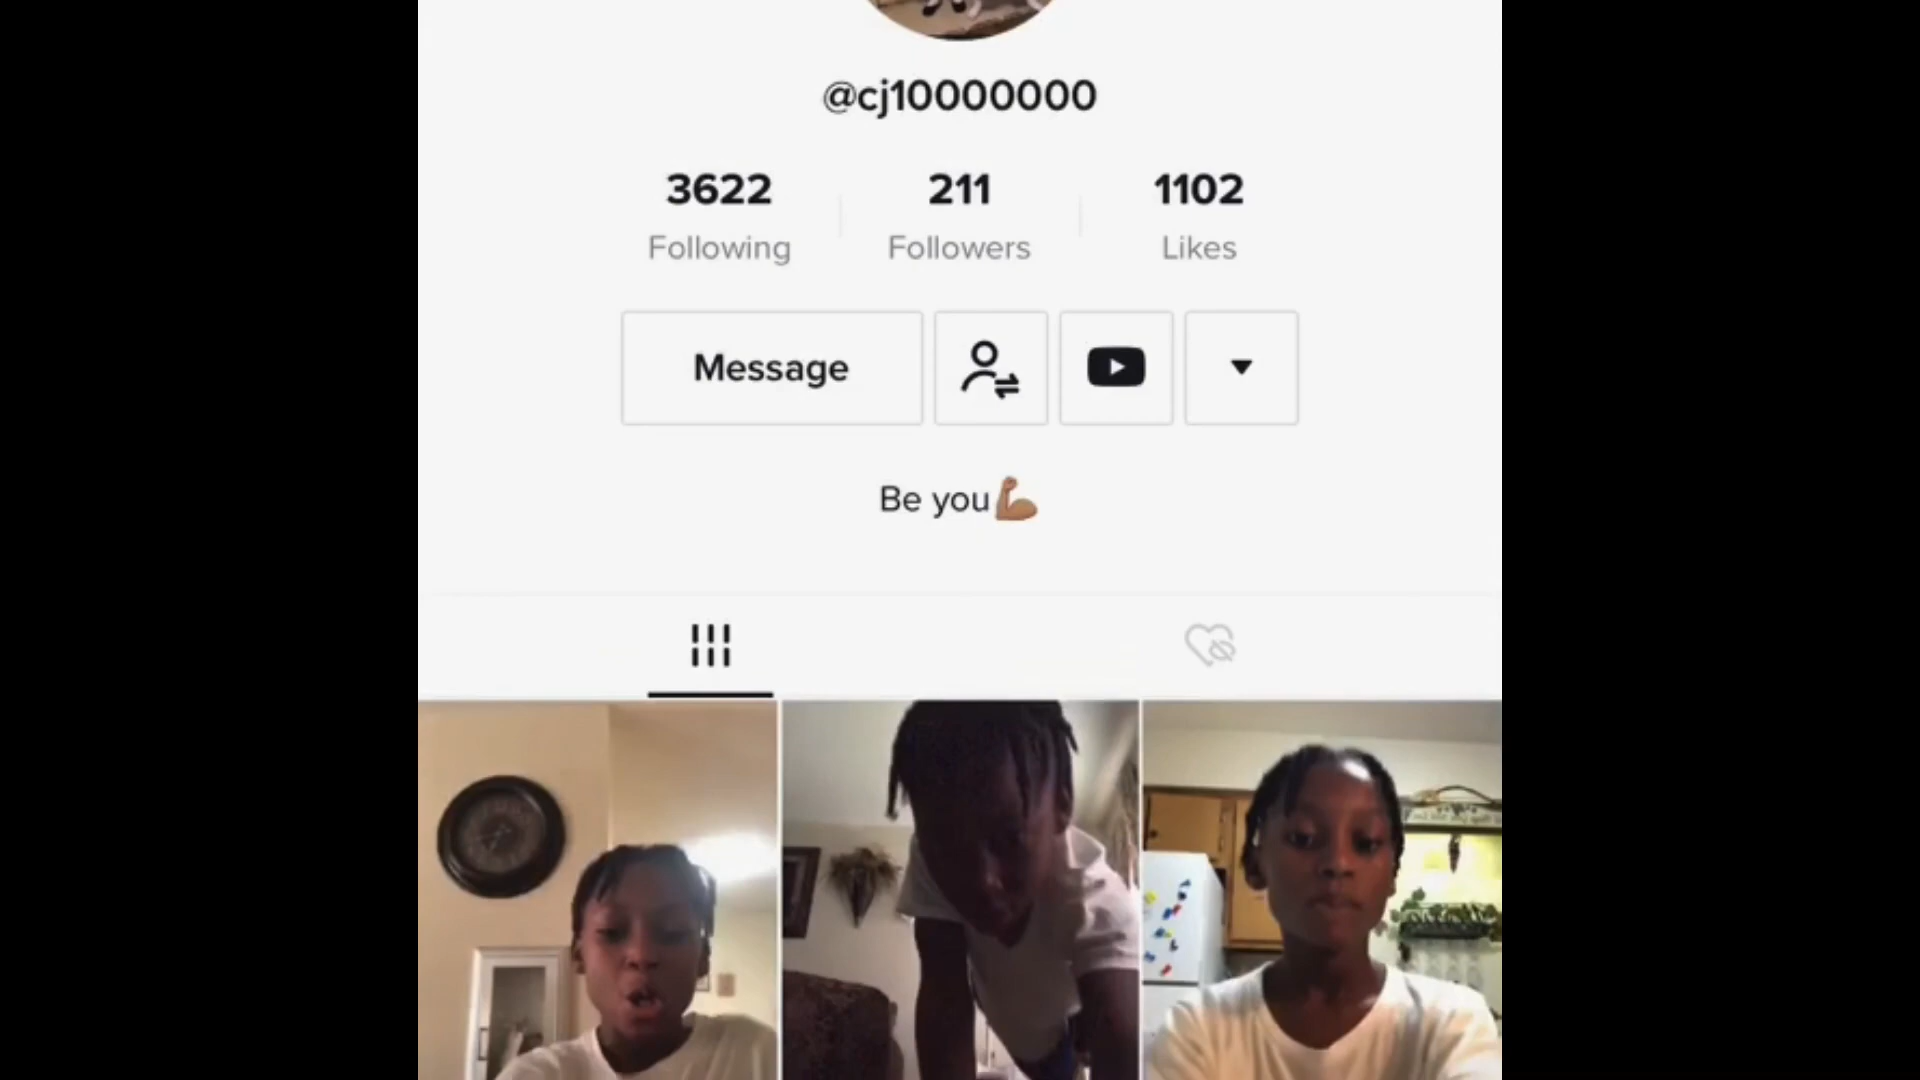 @cj10000000
3622
211
1102
Following
Followers
Likes
Message
Be you💪🏽